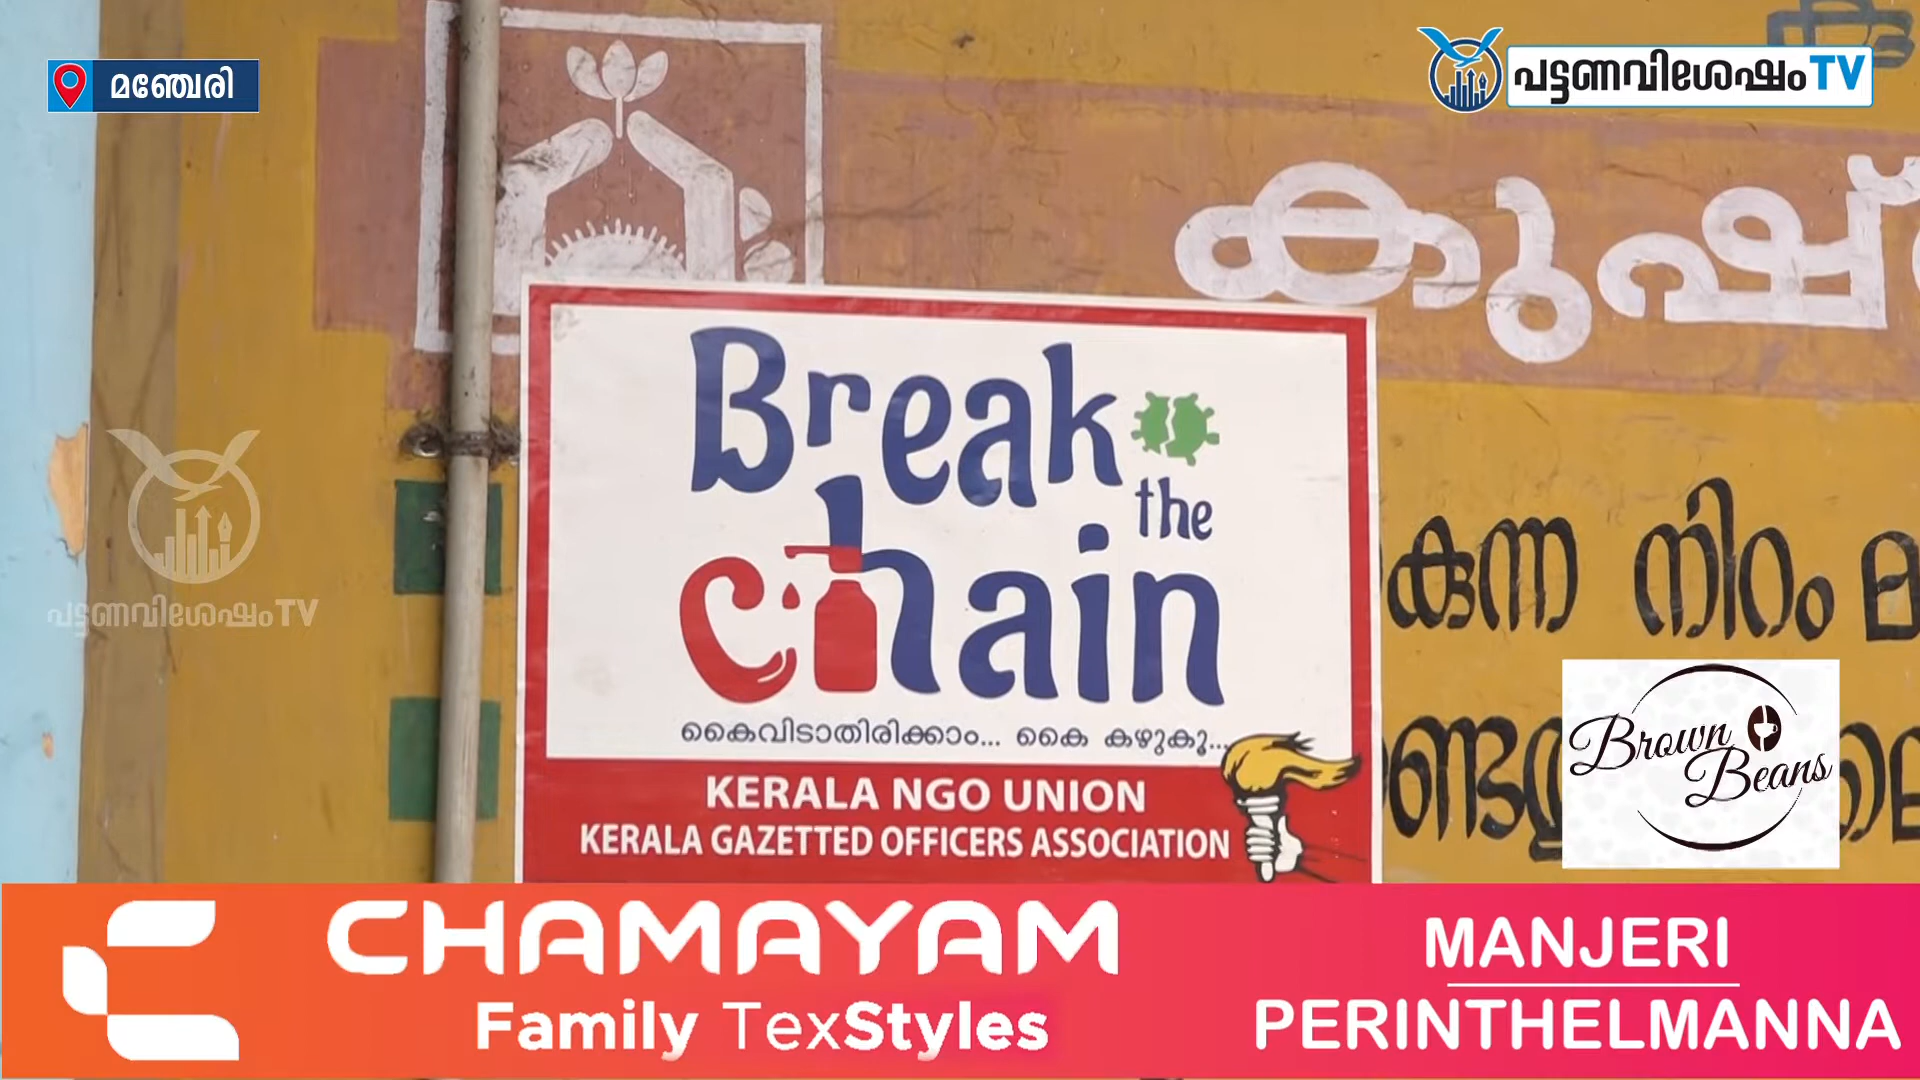 മഞ്ചേരി
പട്ടണവിശേഷംTV
കുഷ്
Break
the
chain
കൈവിടാതിരിക്കാം... കൈ കഴുകൂ...
KERALA NGO UNION
KERALA GAZETTED OFFICERS ASSOCIATION
കുന്ന നിറം മ
പട്ടണവിശേഷംTV
Brown
Beans
CHAMAYAM
Family TexStyles
MANJERI
PERINTHELMANNA